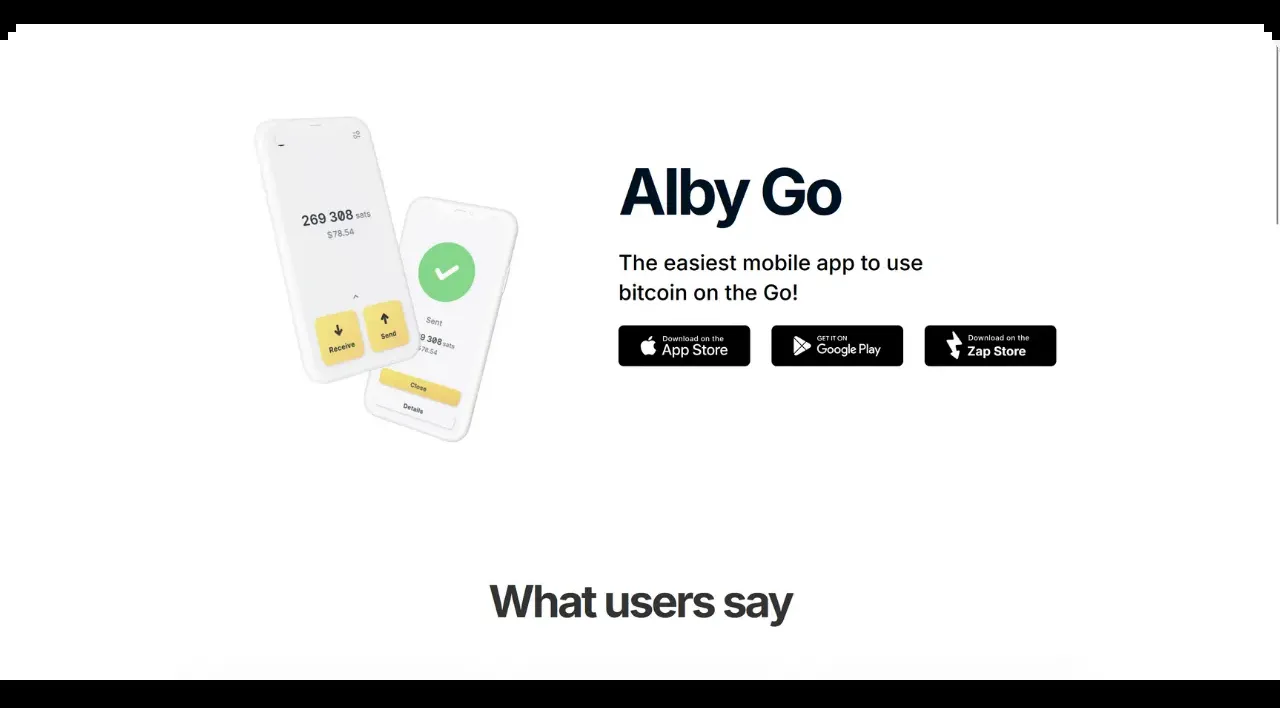 269 308 sats
$78.54
Receive
Send
Sent
9 308 sats
$78.54
Close
Details
Alby Go
The easiest mobile app to use
bitcoin on the Go!
Download on the
App Store
GET IT ON
Google Play
Download on the
Zap Store
What users say